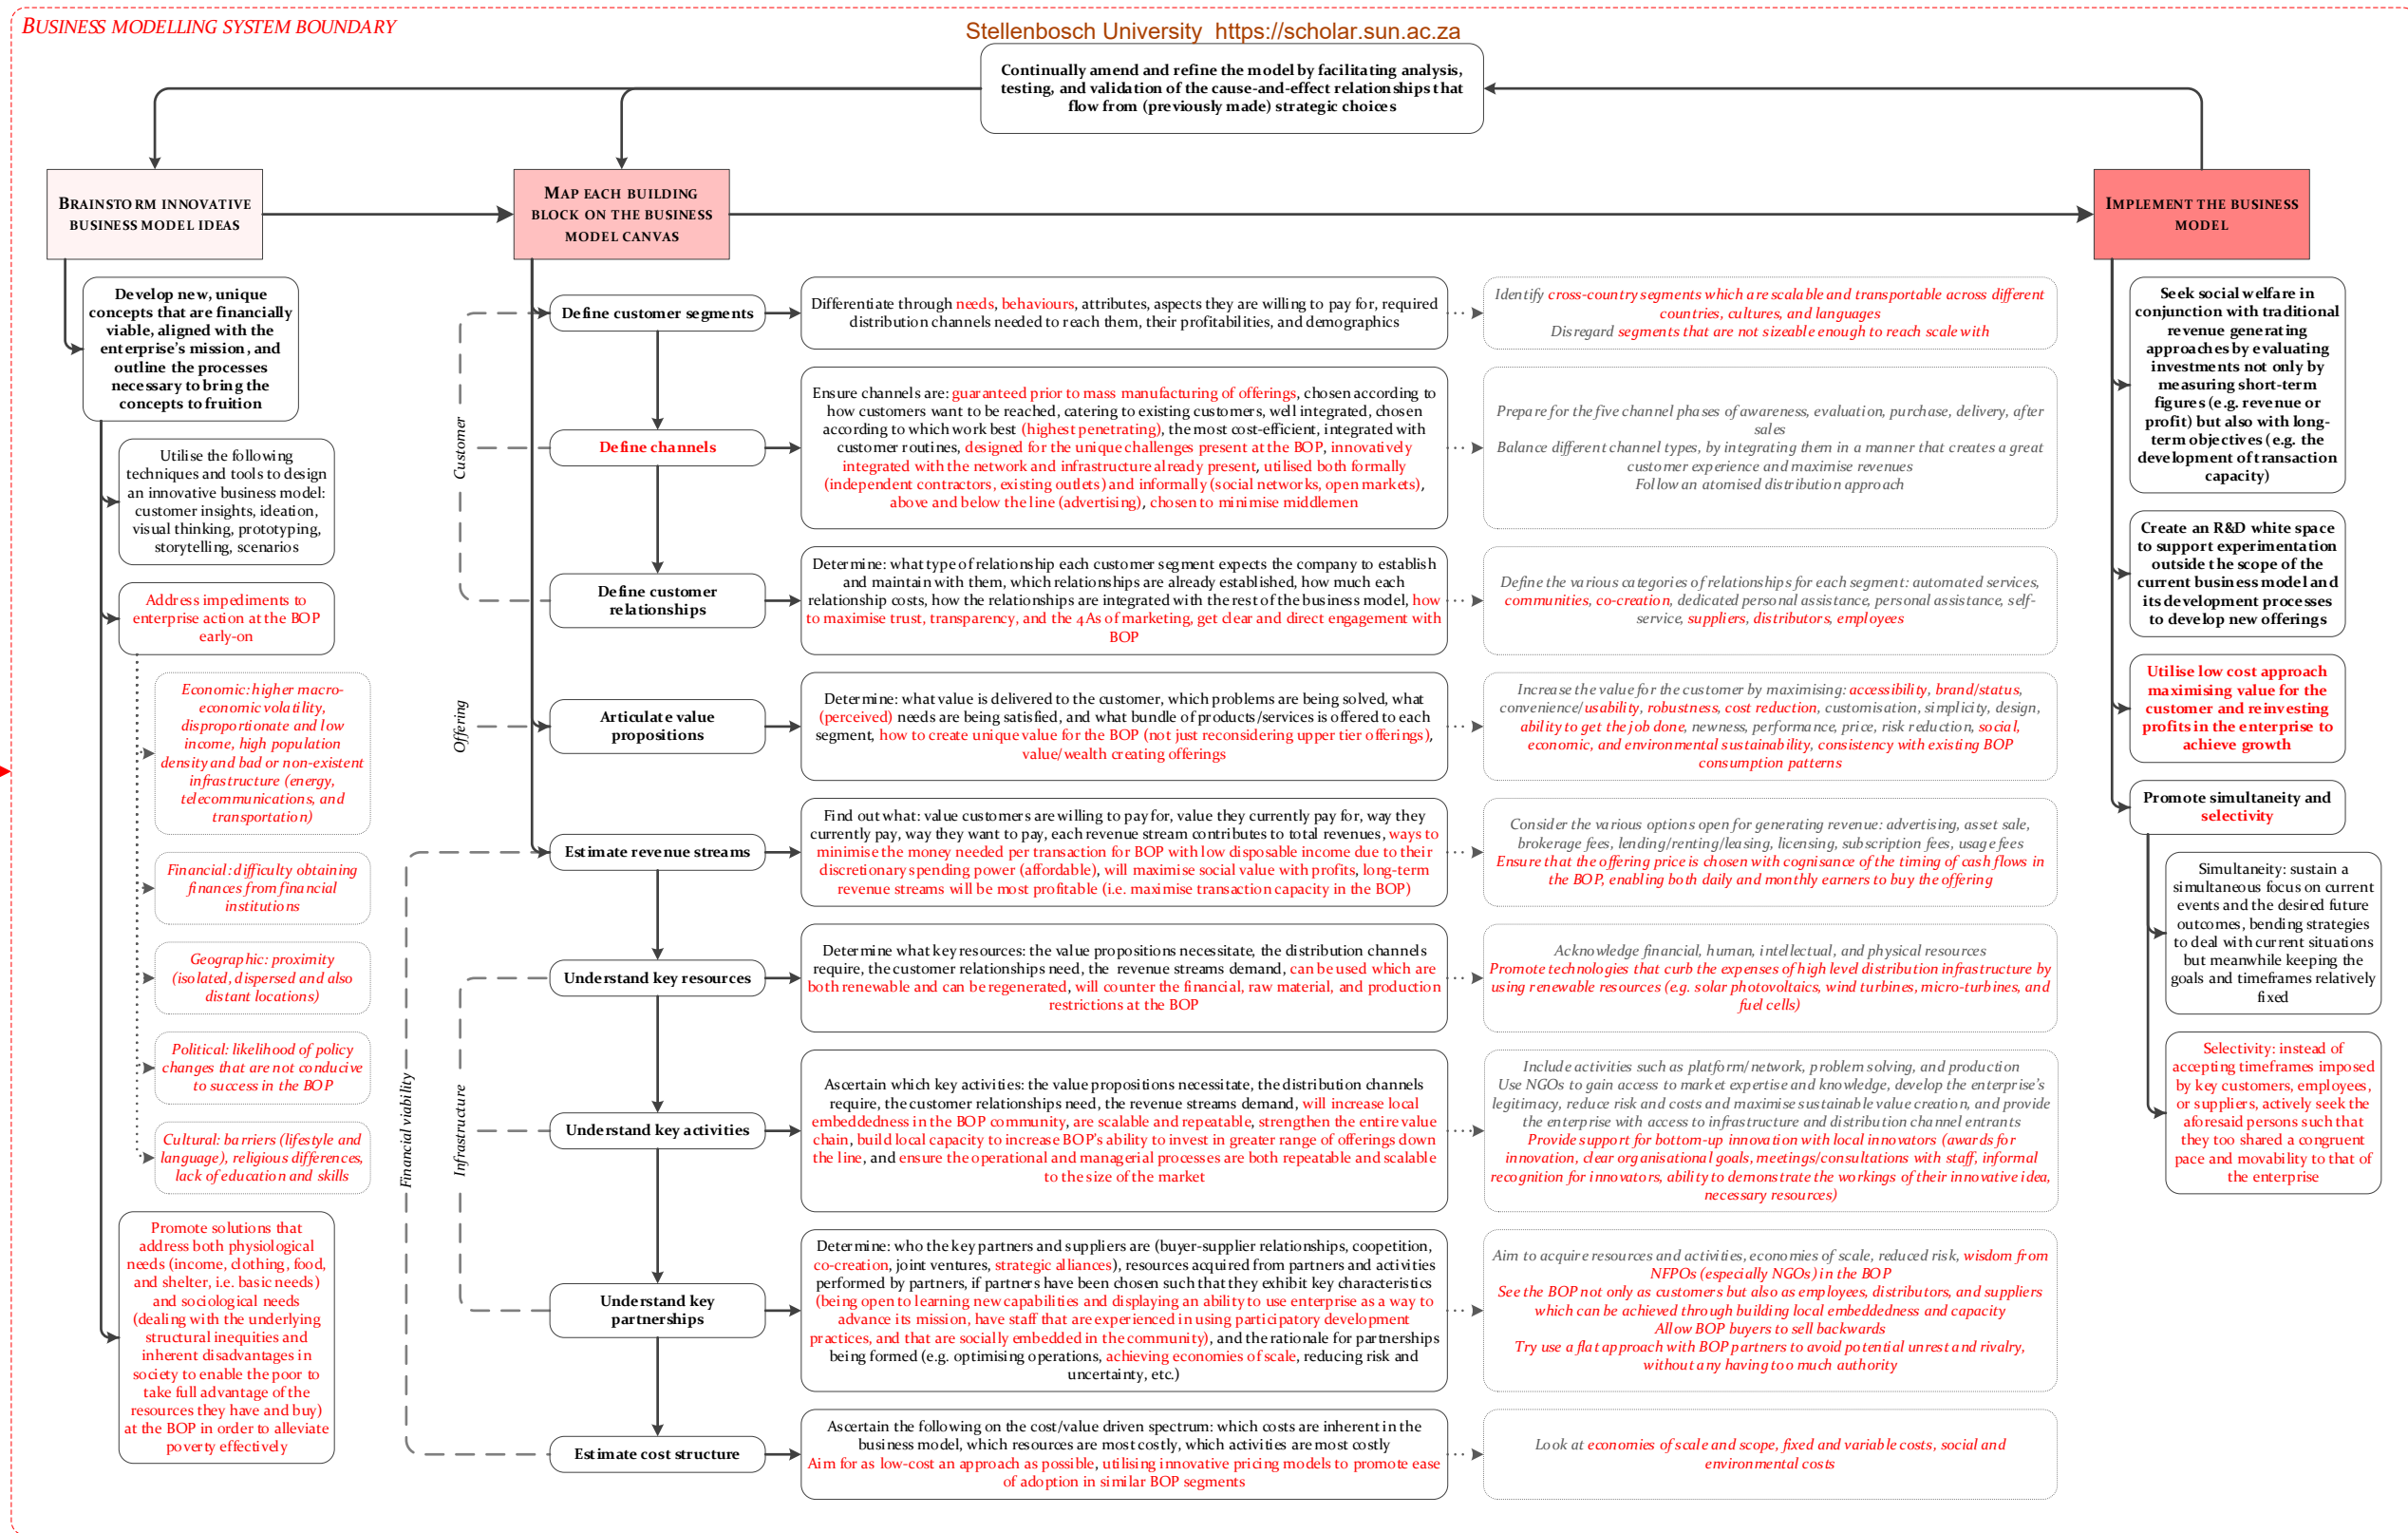 BUSINESS MODELLING SYSTEM BOUNDARY
Stellenbosch University https://scholar.sun.ac.za
Continually amend and refine the model by facilitating analysis,
testing, and validation of the cause-and-effect relationships that
flow from (previously made) strategic choices
BRAINSTORM INNOVATIVE
BUSINESS MODEL IDEAS
Develop new, unique
concepts that are financially
viable, aligned with the
enterprise's mission, and
outline the processes
necessary to bring the
concepts to fruition
Utilise the following
techniques and tools to design
an innovative business model:
customer insights, ideation,
visual thinking, prototyping,
storytelling, scenarios
Address impediments to
enterprise action at the BOP
early-on
Economic: higher macro-
economic volatility,
disproportionate and low
income, high population
density and bad or non-existent
infrastructure (energy,
telecommunications, and
transportation)
Financial: difficulty obtaining
finances from financial
institutions
Geographic: proximity
(isolated, dispersed and also
distant locations)
Political: likelihood of policy
changes that are not conducive
to success in the BOP
Cultural: barriers (lifestyle and
language), religious differences,
lack of education and skills
Promote solutions that
address both physiological
needs (income, clothing, food,
and shelter, i.e. basic needs)
and sociological needs
(dealing with the underlying
structural inequities and
inherent disadvantages in
society to enable the poor to
take full advantage of the
resources they have and buy)
at the BOP in order to alleviate
poverty effectively
MAP EACH BUILDING
BLOCK ON THE BUSINESS
MODEL CANVAS
Customer
Offering
Financial viability
Infrastructure
Define customer segments
Differentiate through needs, behaviours, attributes, aspects they are willing to pay for, required
distribution channels needed to reach them, their profitabilities, and demographics
Identify cross-country segments which are scalable and transportable across different
countries, cultures, and languages
Disregard segments that are not sizeable enough to reach scale with
Define channels
Ensure channels are: guaranteed prior to mass manufacturing of offerings, chosen according to
how customers want to be reached, catering to existing customers, well integrated, chosen
according to which work best (highest penetrating), the most cost-efficient, integrated with
customer routines, designed for the unique challenges present at the BOP, innovatively
integrated with the network and infrastructure already present, utilised both formally
(independent contractors, existing outlets) and informally (social networks, open markets),
above and below the line (advertising), chosen to minimise middlemen
Prepare for the five channel phases of awareness, evaluation, purchase, delivery, after
sales
Balance different channel types, by integrating them in a manner that creates a great
customer experience and maximise revenues
Follow an atomised distribution approach
Define customer
relationships
Determine: what type of relationship each customer segment expects the company to establish
and maintain with them, which relationships are already established, how much each
relationship costs, how the relationships are integrated with the rest of the business model, how
to maximise trust, transparency, and the 4As of marketing, get clear and direct engagement with
BOP
Define the various categories of relationships for each segment: automated services,
communities, co-creation, dedicated personal assistance, personal assistance, self-
service, suppliers, distributors, employees
Articulate value
propositions
Determine: what value is delivered to the customer, which problems are being solved, what
(perceived) needs are being satisfied, and what bundle of products/services is offered to each
segment, how to create unique value for the BOP (not just reconsidering upper tier offerings),
value/wealth creating offerings
Increase the value for the customer by maximising: accessibility, brand/status,
convenience/usability, robustness, cost reduction, customisation, simplicity, design,
ability to get the job done, newness, performance, price, risk reduction, social,
economic, and environmental sustainability, consistency with existing BOP
consumption patterns
Estimate revenue streams
Find out what: value customers are willing to pay for, value they currently pay for, way they
currently pay, way they want to pay, each revenue stream contributes to total revenues, ways to
minimise the money needed per transaction for BOP with low disposable income due to their
discretionary spending power (affordable), will maximise social value with profits, long-term
revenue streams will be most profitable (i.e. maximise transaction capacity in the BOP)
Consider the various options open for generating revenue: advertising, asset sale,
brokerage fees, lending/renting/leasing, licensing, subscription fees, usage fees
Ensure that the offering price is chosen with cognisance of the timing of cash flows in
the BOP, enabling both daily and monthly earners to buy the offering
Understand key resources
Determine what key resources: the value propositions necessitate, the distribution channels
require, the customer relationships need, the revenue streams demand, can be used which are
both renewable and can be regenerated, will counter the financial, raw material, and production
restrictions at the BOP
Acknowledge financial, human, intellectual, and physical resources
Promote technologies that curb the expenses of high level distribution infrastructure by
using renewable resources (e.g. solar photovoltaics, wind turbines, micro-turbines, and
fuel cells)
Understand key activities
Ascertain which key activities: the value propositions necessitate, the distribution channels
require, the customer relationships need, the revenue streams demand, will increase local
embeddedness in the BOP community, are scalable and repeatable, strengthen the entire value
chain, build local capacity to increase BOP's ability to invest in greater range of offerings down
the line, and ensure the operational and managerial processes are both repeatable and scalable
to the size of the market
Include activities such as platform/network, problem solving, and production
Use NGOs to gain access to market expertise and knowledge, develop the enterprise's
legitimacy, reduce risk and costs and maximise sustainable value creation, and provide
the enterprise with access to infrastructure and distribution channel entrants
Provide support for bottom-up innovation with local innovators (awards for
innovation, clear organisational goals, meetings/consultations with staff, informal
recognition for innovators, ability to demonstrate the workings of their innovative idea,
necessary resources)
Understand key
partnerships
Determine: who the key partners and suppliers are (buyer-supplier relationships, coopetition,
co-creation, joint ventures, strategic alliances), resources acquired from partners and activities
performed by partners, if partners have been chosen such that they exhibit key characteristics
(being open to learning new capabilities and displaying an ability to use enterprise as a way to
advance its mission, have staff that are experienced in using participatory development
practices, and that are socially embedded in the community), and the rationale for partnerships
being formed (e.g. optimising operations, achieving economies of scale, reducing risk and
uncertainty, etc.)
Aim to acquire resources and activities, economies of scale, reduced risk, wisdom from
NFPOs (especially NGOs) in the BOP
See the BOP not only as customers but also as employees, distributors, and suppliers
which can be achieved through building local embeddedness and capacity
Allow BOP buyers to sell backwards
Try use a flat approach with BOP partners to avoid potential unrest and rivalry,
without any having too much authority
Estimate cost structure
Ascertain the following on the cost/value driven spectrum: which costs are inherent in the
business model, which resources are most costly, which activities are most costly
Aim for as low-cost an approach as possible, utilising innovative pricing models to promote ease
of adoption in similar BOP segments
Look at economies of scale and scope, fixed and variable costs, social and
environmental costs
IMPLEMENT THE BUSINESS
MODEL
Seek social welfare in
conjunction with traditional
revenue generating
approaches by evaluating
investments not only by
measuring short-term
figures (e.g. revenue or
profit) but also with long-
term objectives (e.g. the
development of transaction
capacity)
Create an R&D white space
to support experimentation
outside the scope of the
current business model and
its development processes
to develop new offerings
Utilise low cost approach
maximising value for the
customer and reinvesting
profits in the enterprise to
achieve growth
Promote simultaneity and
selectivity
Simultaneity: sustain a
simultaneous focus on current
events and the desired future
outcomes, bending strategies
to deal with current situations
but meanwhile keeping the
goals and timeframes relatively
fixed
Selectivity: instead of
accepting timeframes imposed
by key customers, employees,
or suppliers, actively seek the
aforesaid persons such that
they too shared a congruent
pace and movability to that of
the enterprise